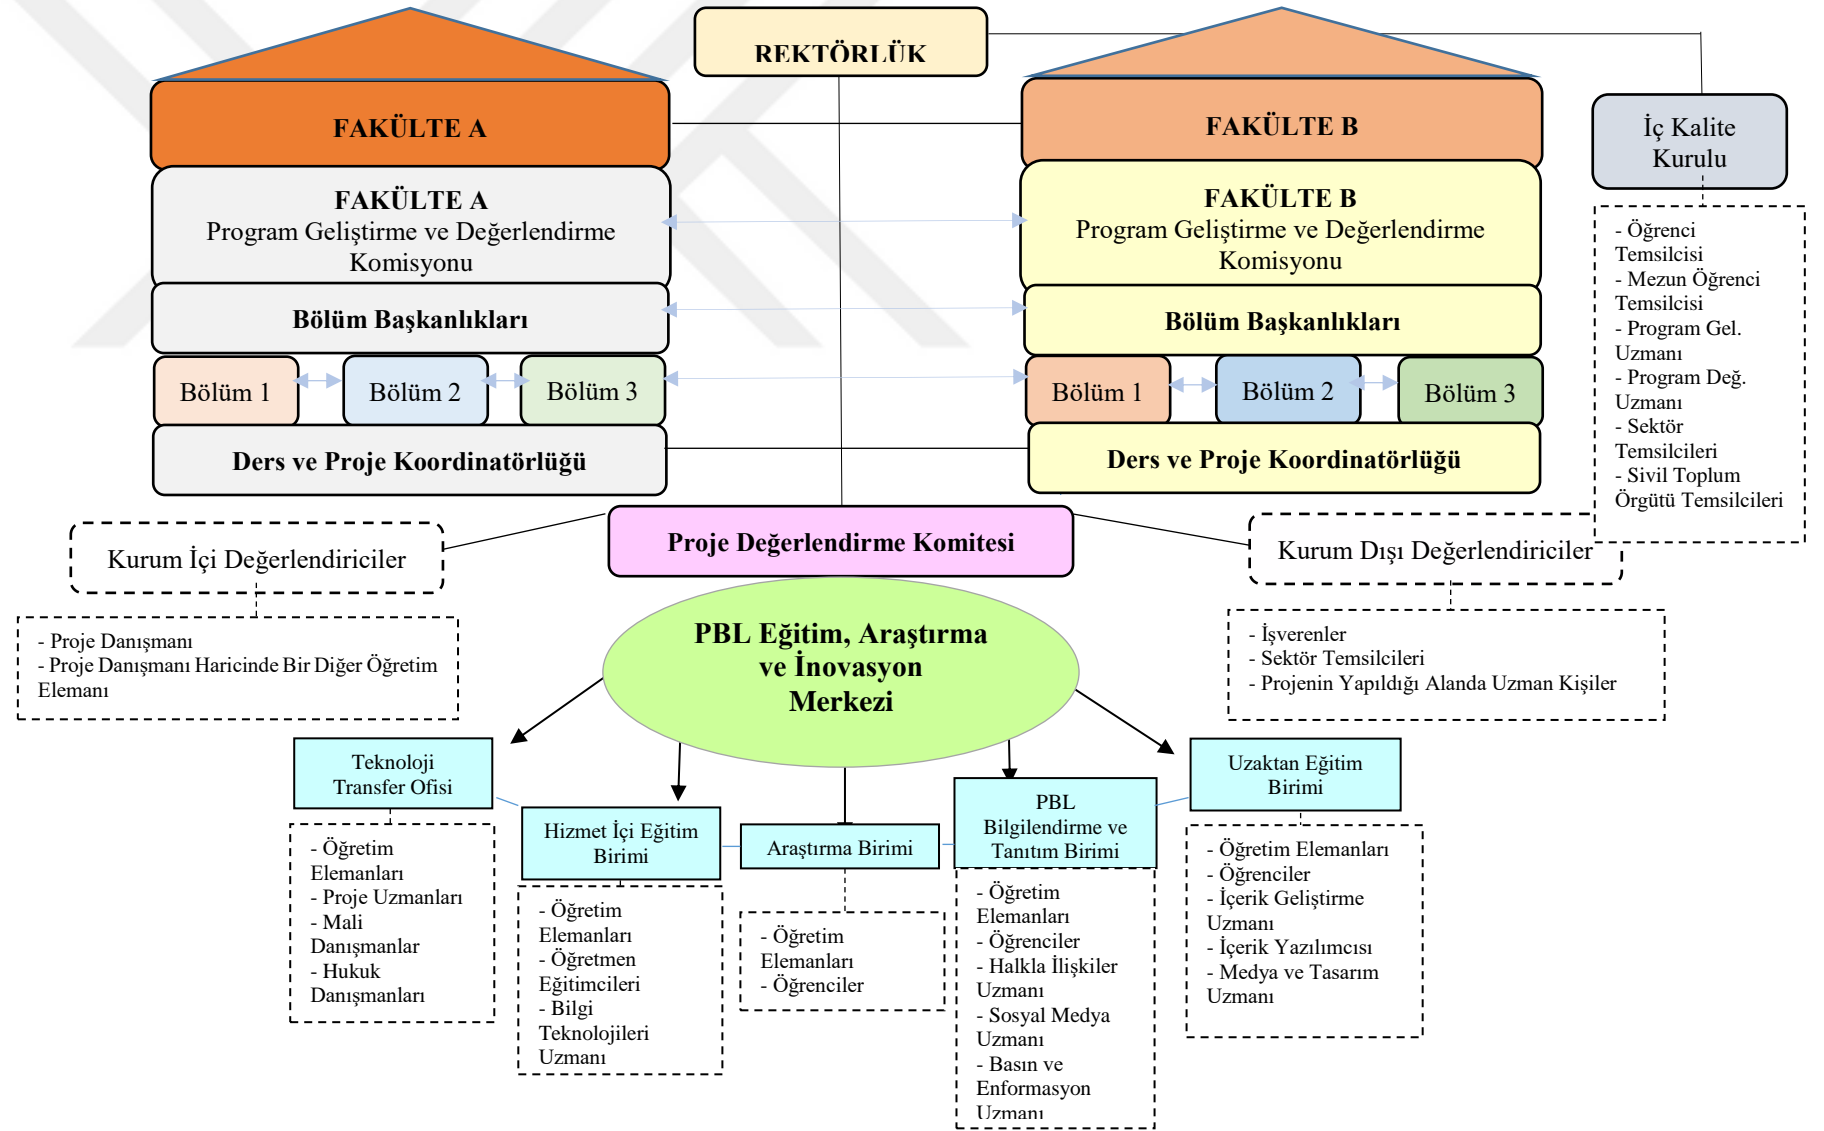 REKTÖRLÜK
FAKÜLTE A
FAKÜLTE B
İç Kalite
Kurulu
FAKÜLTE A
Program Geliştirme ve Değerlendirme
Komisyonu
FAKÜLTE B
Program Geliştirme ve Değerlendirme
Komisyonu
- Öğrenci
Temsilcisi
- Mezun Öğrenci
Temsilcisi
- Program Gel.
Uzmanı
- Program Değ.
Uzmanı
- Sektör
Temsilcileri
- Sivil Toplum
Örgütü Temsilcileri
Bölüm Başkanlıkları
Bölüm Başkanlıkları
Bölüm 1
Bölüm 2
Bölüm 3
Bölüm 1
Bölüm 2
Bölüm 3
Ders ve Proje Koordinatörlüğü
Ders ve Proje Koordinatörlüğü
Proje Değerlendirme Komitesi
Kurum İçi Değerlendiriciler
Kurum Dışı Değerlendiriciler
- Proje Danışmanı
- Proje Danışmanı Haricinde Bir Diğer Öğretim
Elemanı
- İşverenler
- Sektör Temsilcileri
- Projenin Yapıldığı Alanda Uzman Kişiler
PBL Eğitim, Araştırma
ve İnovasyon
Merkezi
Teknoloji
Transfer Ofisi
Hizmet İçi Eğitim
Birimi
Araştırma Birimi
PBL
Bilgilendirme ve
Tanıtım Birimi
Uzaktan Eğitim
Birimi
- Öğretim
Elemanları
- Proje Uzmanları
- Mali
Danışmanlar
- Hukuk
Danışmanları
- Öğretim
Elemanları
- Öğretmen
Eğitimcileri
- Bilgi
Teknolojileri
Uzmanı
- Öğretim
Elemanları
- Öğrenciler
- Öğretim
Elemanları
- Öğrenciler
- Halkla İlişkiler
Uzmanı
- Sosyal Medya
Uzmanı
- Basın ve
Enformasyon
Uzmanı
- Öğretim Elemanları
- Öğrenciler
- İçerik Geliştirme
Uzmanı
- İçerik Yazılımcısı
- Medya ve Tasarım
Uzmanı